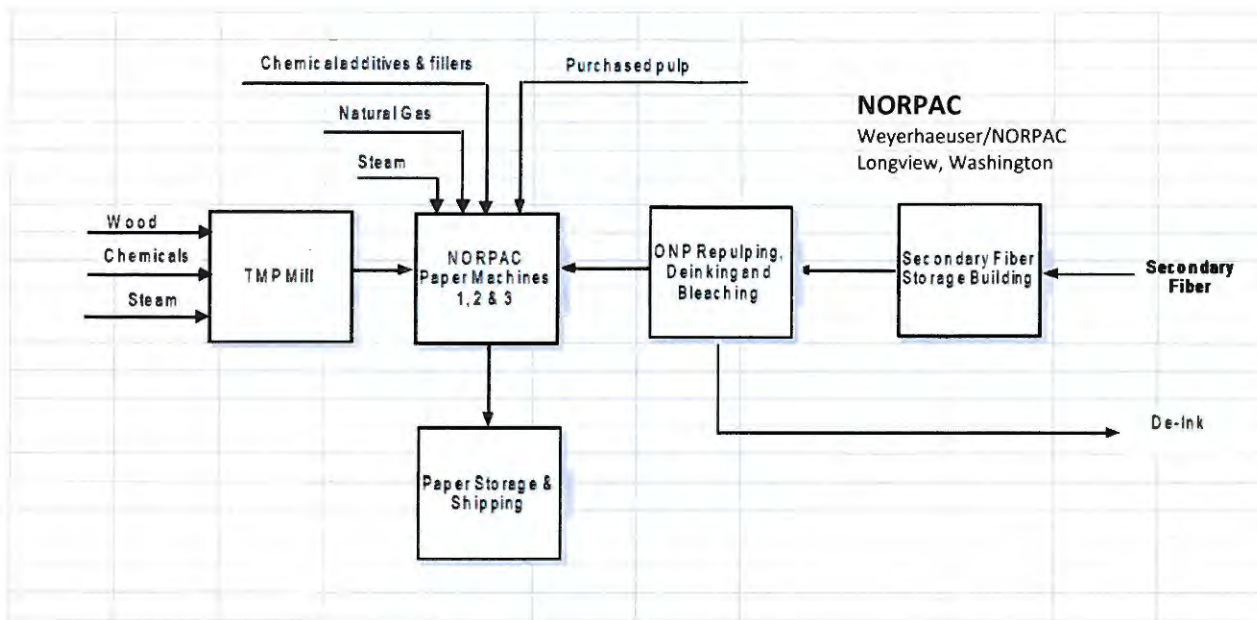 Chemical additives & fillers
Purchased pulp
NORPAC
Weyerhaeuser/NORPAC
Longview, Washington
Natural Gas
Steam
Wood
Chemicals
Steam
TMP Mill
NORPAC
Paper Machines
1, 2 & 3
ONP Repulping,
Deinking and
Bleaching
Secondary Fiber
Storage Building
Secondary
Fiber
De-Ink
Paper Storage &
Shipping